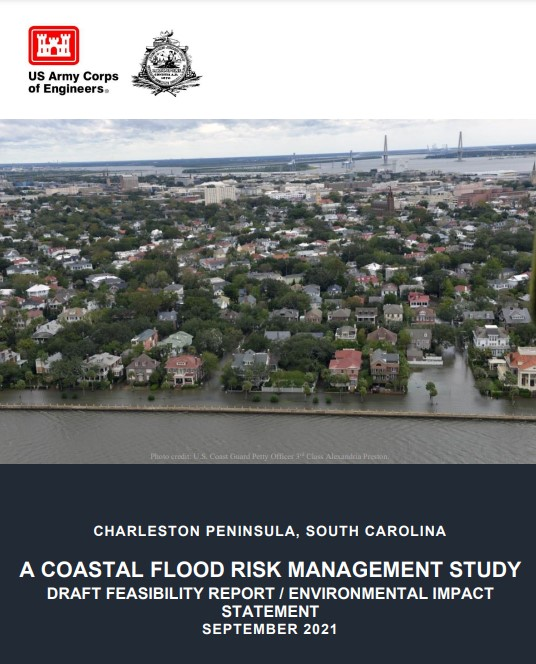 US Army Corps
of Engineers®
Photo credit: U.S. Coast Guard Petty Officer 3rd Class Alexandria Preston.
CHARLESTON PENINSULA, SOUTH CAROLINA
A COASTAL FLOOD RISK MANAGEMENT STUDY
DRAFT FEASIBILITY REPORT / ENVIRONMENTAL IMPACT
STATEMENT
SEPTEMBER 2021